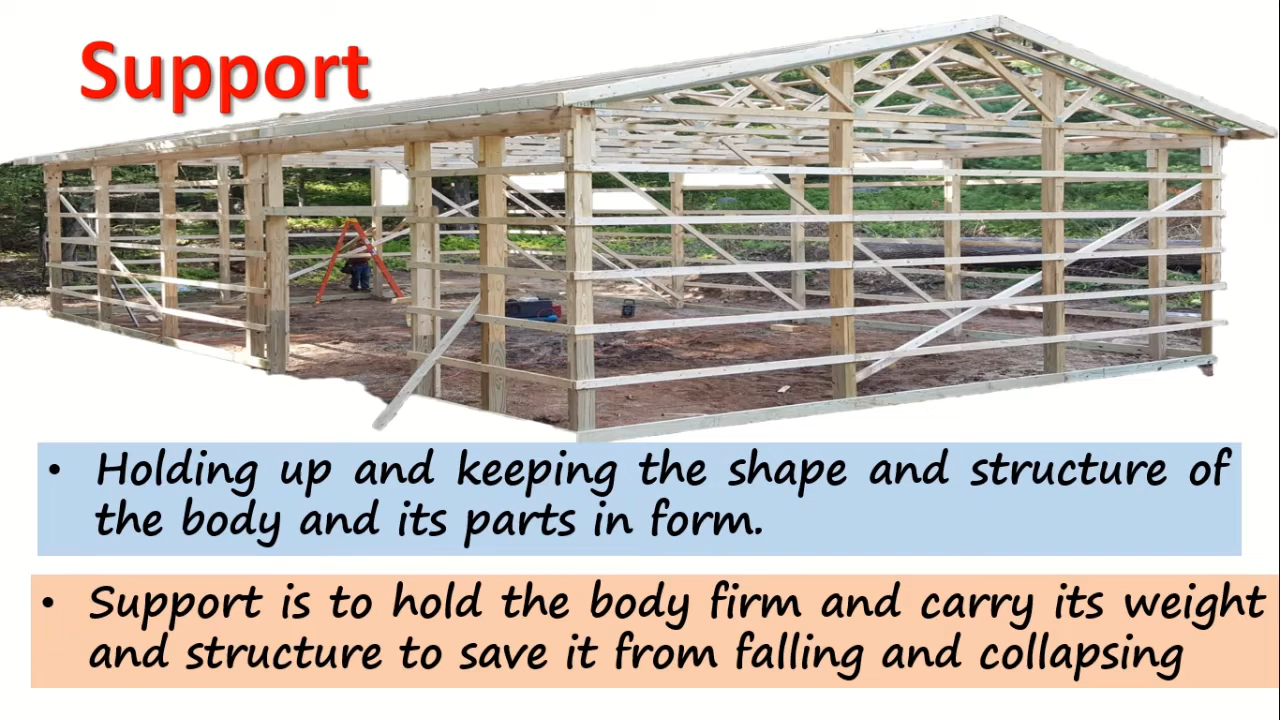 Support
• Holding up and keeping the shape and structure of
the body and its parts in form.
• Support is to hold the body firm and carry its weight
and structure to save it from falling and collapsing